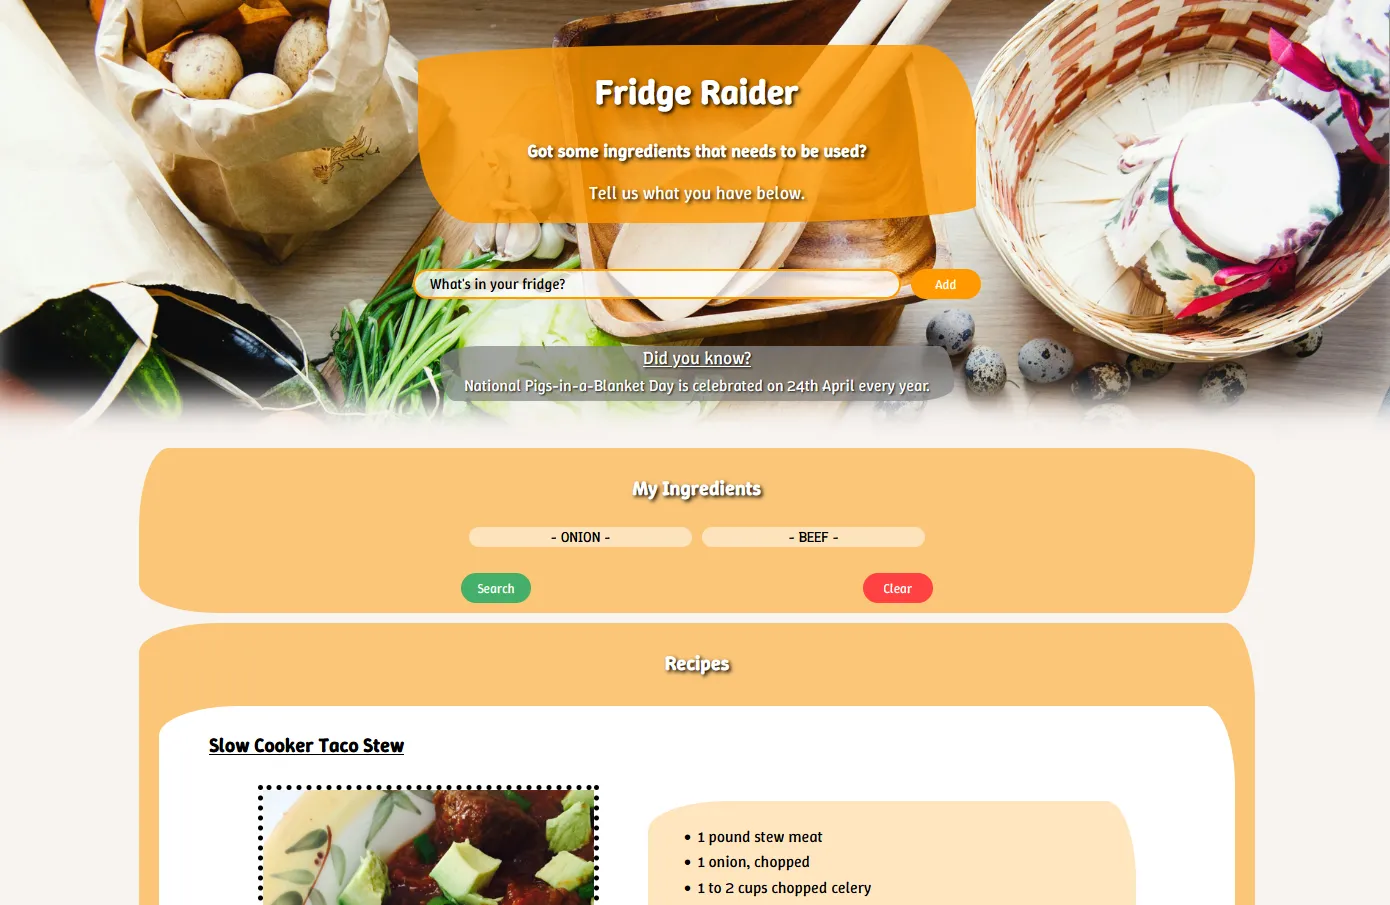 Fridge Raider
Got some ingredients that needs to be used?
Tell us what you have below.
What's in your fridge?
Add
Did you know?
National Pigs-in-a-Blanket Day is celebrated on 24th April every year.
My Ingredients
- ONION -
- BEEF -
Search
Clear
Recipes
Slow Cooker Taco Stew
• 1 pound stew meat
• 1 onion, chopped
• 1 to 2 cups chopped celery